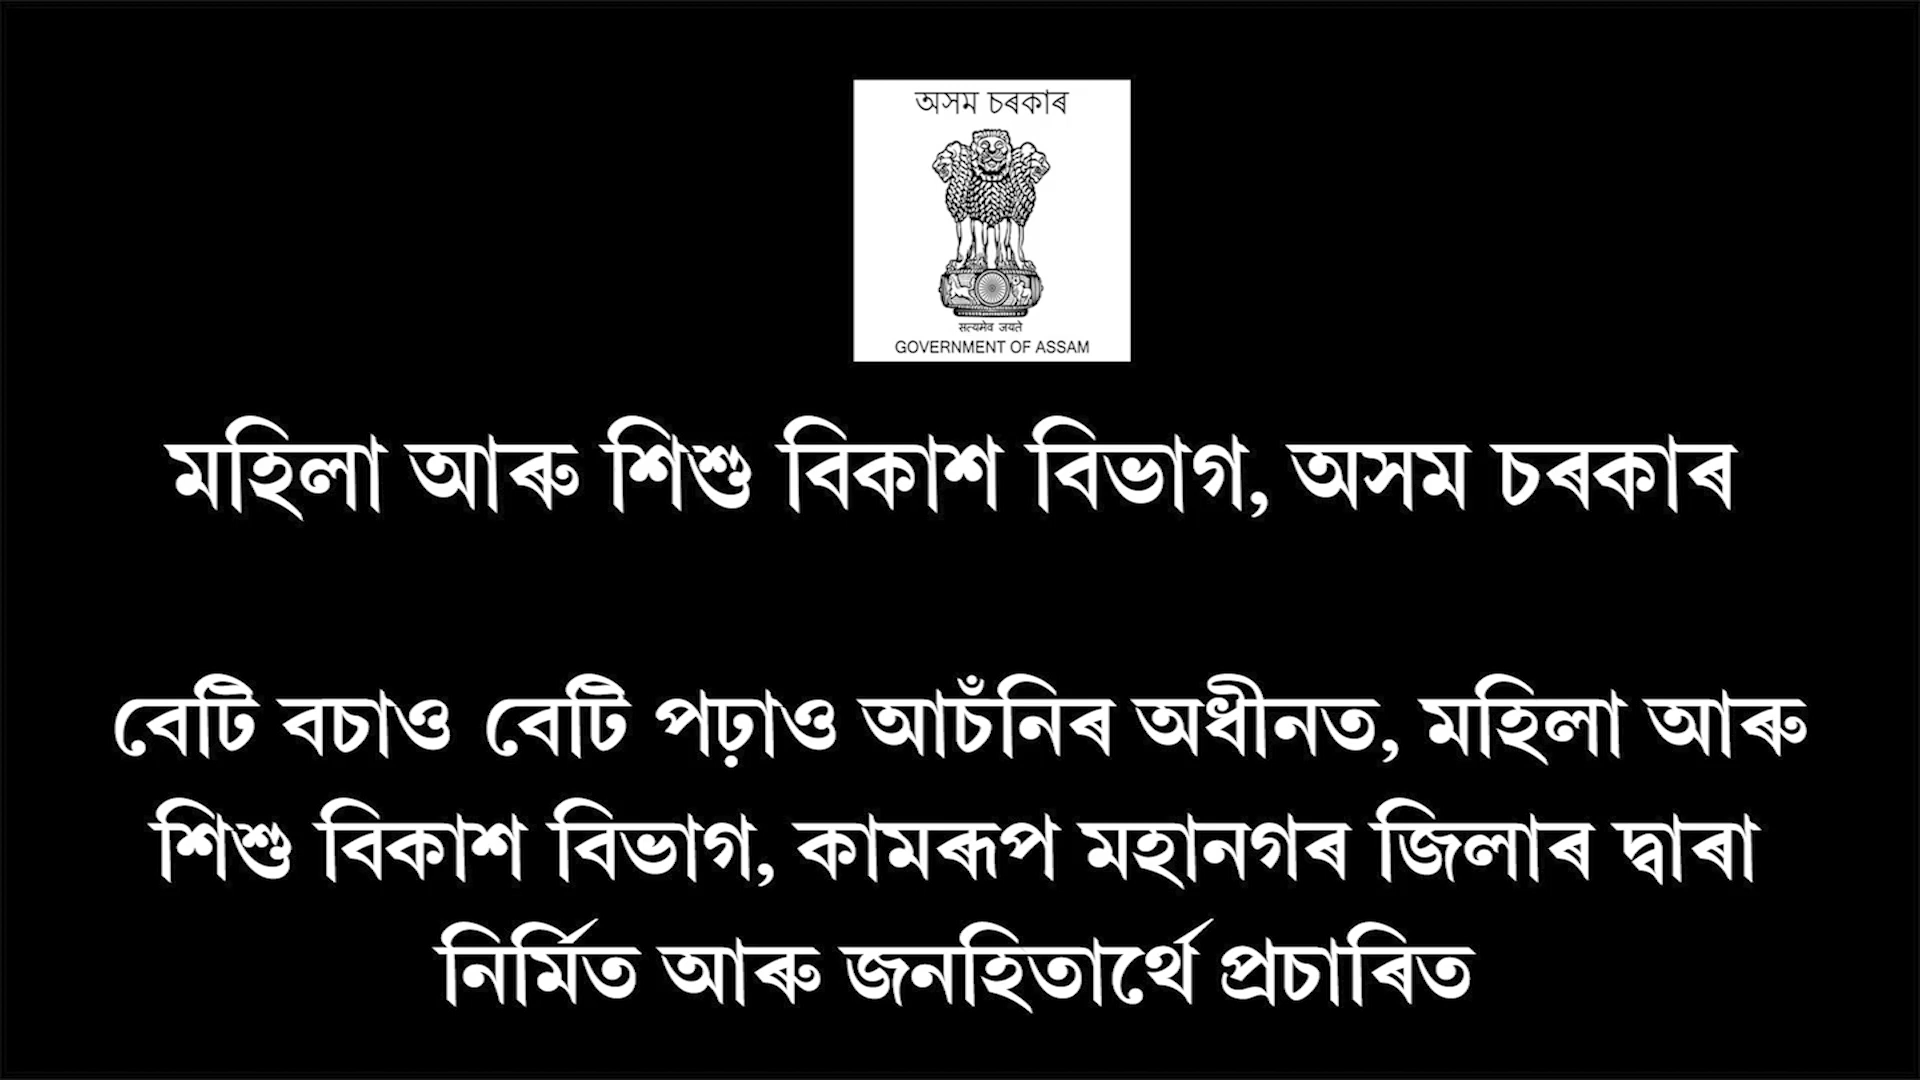 অসম চৰকাৰ
सत्यमेव जयते
GOVERNMENT OF ASSAM
মহিলা আৰু শিশু বিকাশ বিভাগ, অসম চৰকাৰ
বেটি বচাও বেটি পঢ়াও আচঁনিৰ অধীনত, মহিলা আৰু
শিশু বিকাশ বিভাগ, কামৰূপ মহানগৰ জিলাৰ দ্বাৰা
নিৰ্মিত আৰু জনহিতাৰ্থে প্ৰচাৰিত